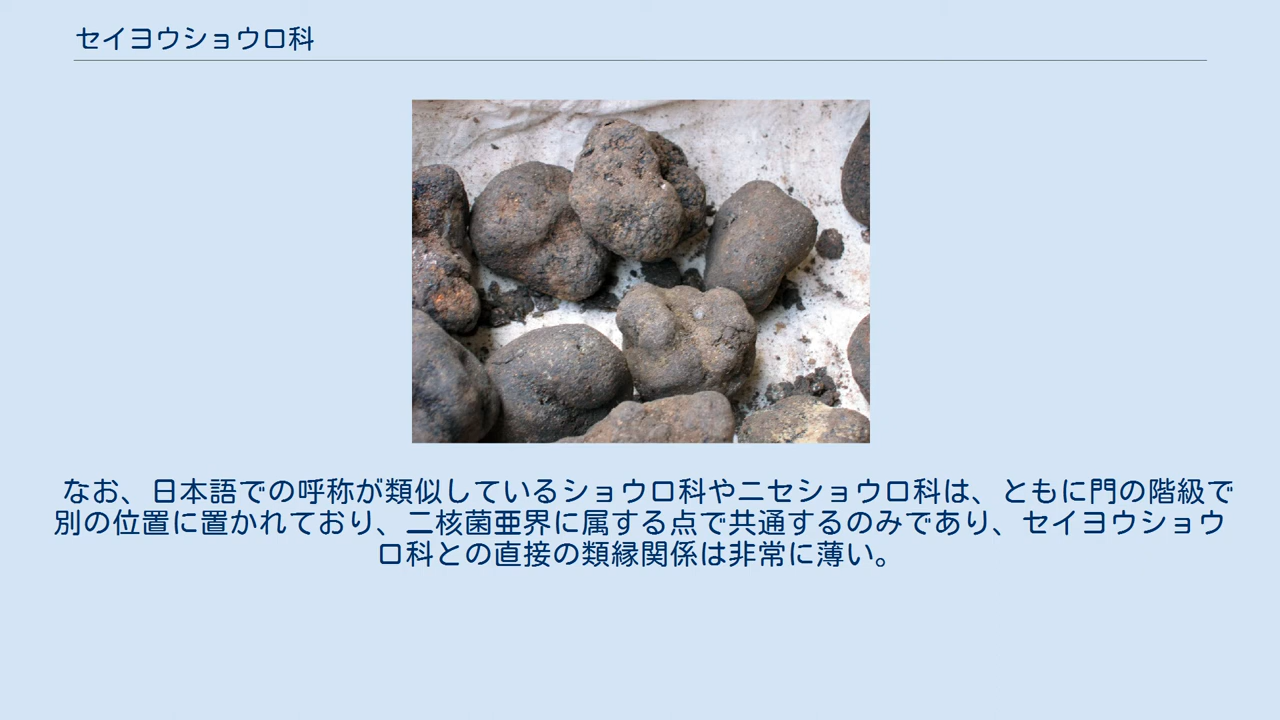 セイヨウショウロ科
なお、日本語での呼称が類似しているショウロ科やニセショウロ科は、ともに門の階級で
別の位置に置かれており、二核菌亜界に属する点で共通するのみであり、セイヨウショウ
ロ科との直接の類縁関係は非常に薄い。